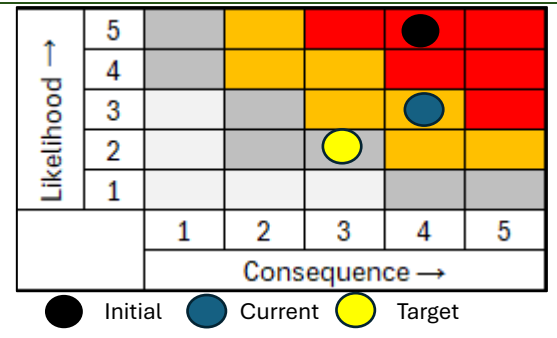 Likelihood →
5
4
3
2
1
1 2 3 4 5
Consequence →
Initial Current Target